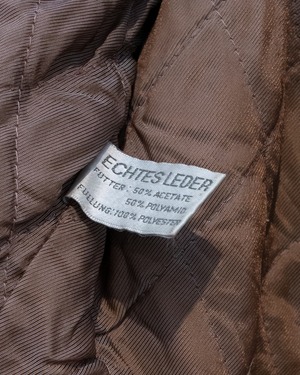 ECHTES LEDER
FUTTER: 50% ACETATE
50% POLYAMID
FÜLLUNG: 100% POLYESTER